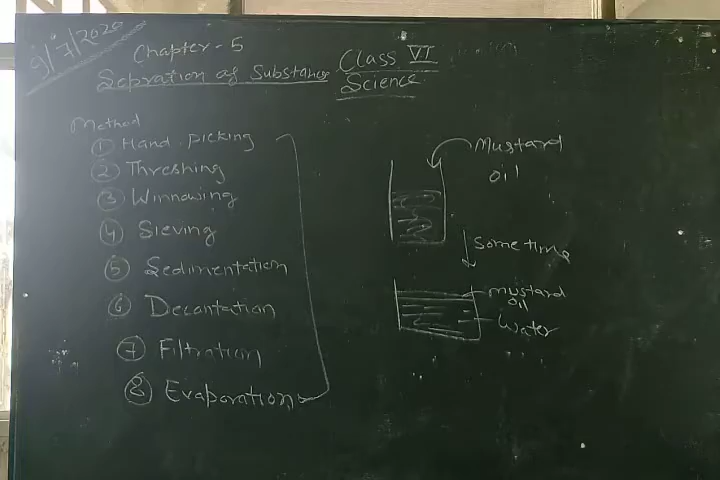 9/7/2020
Chapter - 5
Sepration of Substance
Class VI
Science
Method
① Hand picking
② Threshing
③ Winnowing
④ Sieving
⑤ Sedimentation
⑥ Decantation
⑦ Filtration
⑧ Evaporation
Mustard
oil
Some time
mustard
oil
Water